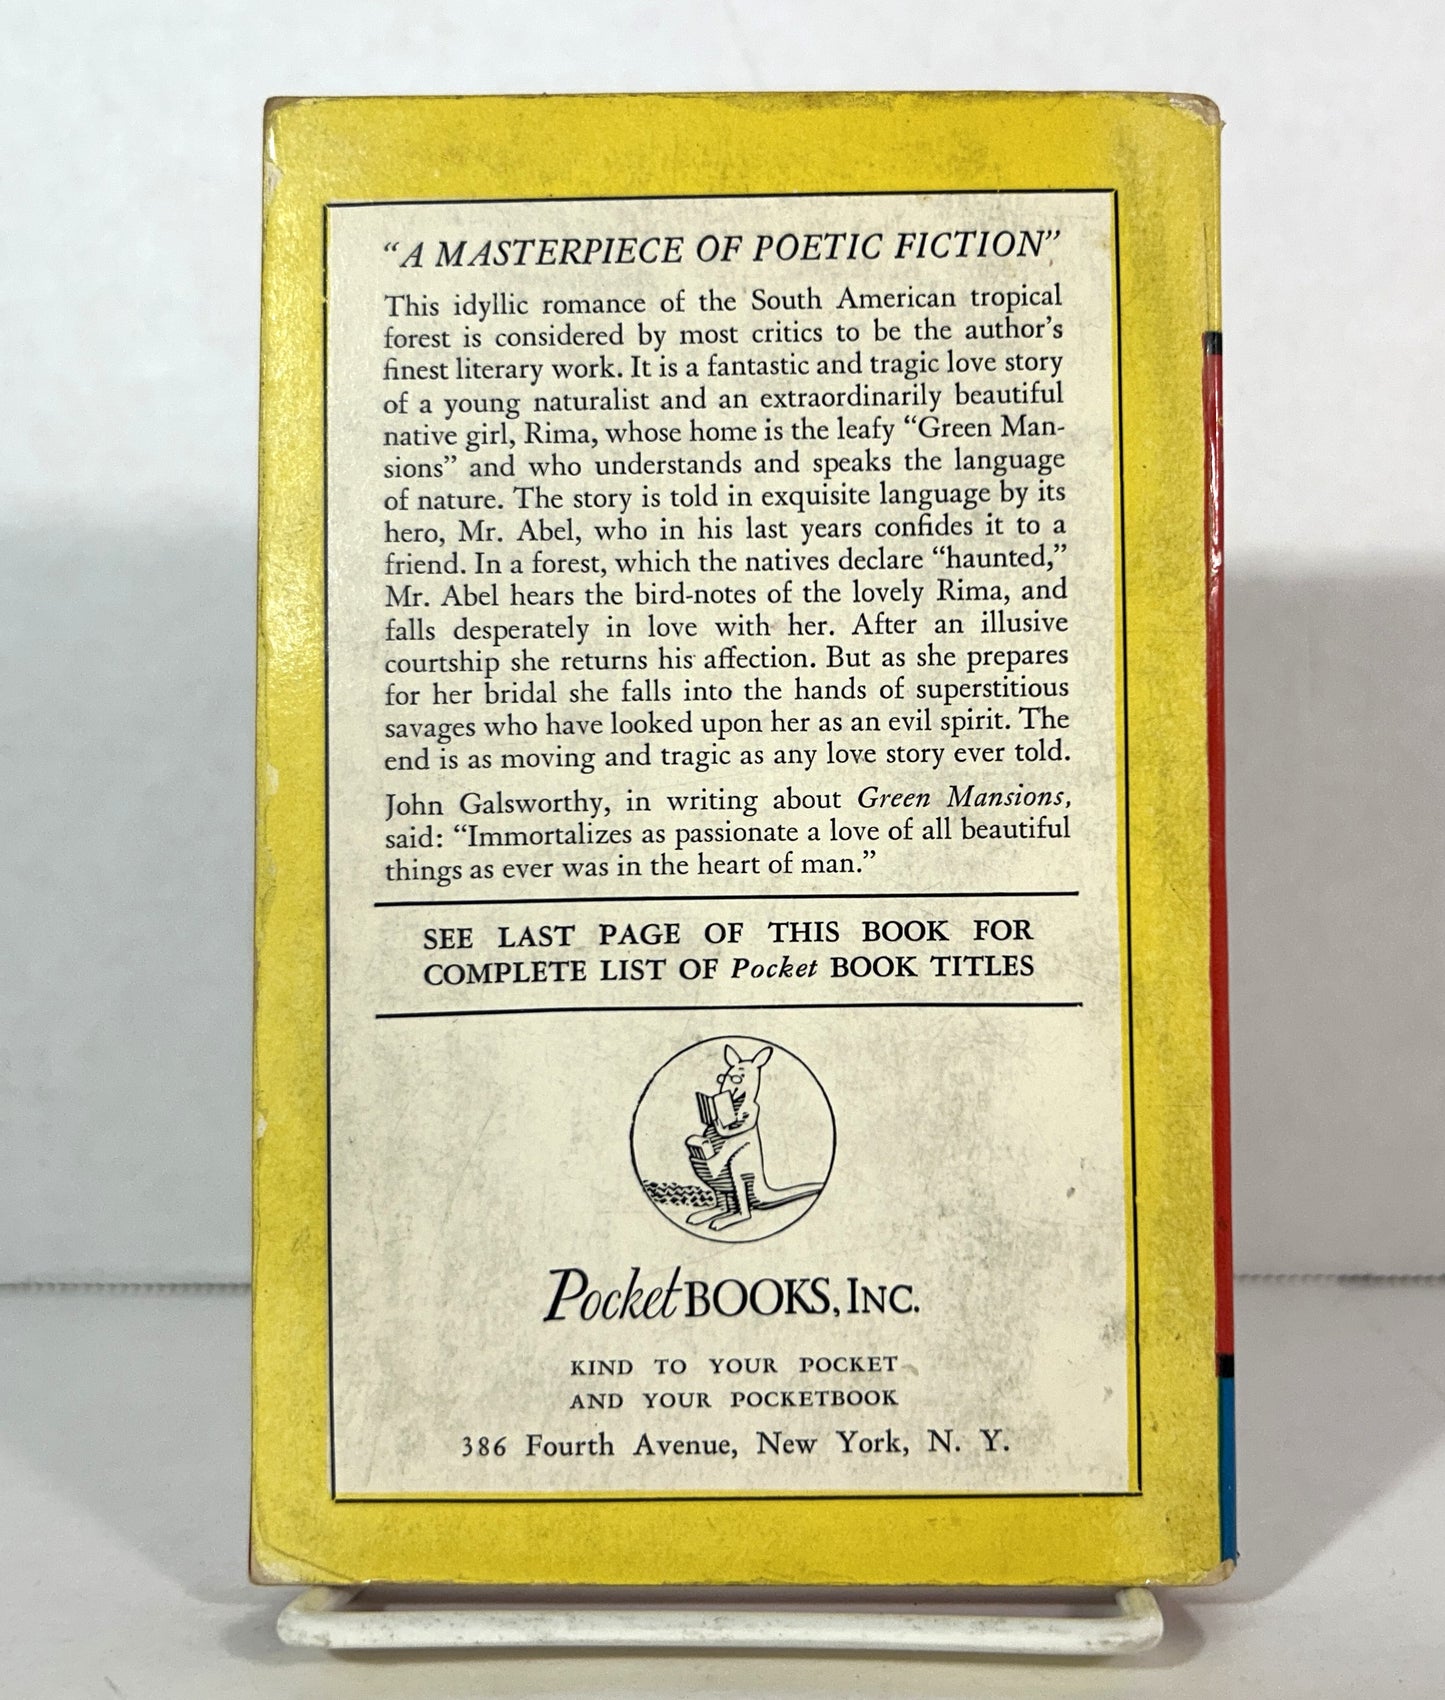 “A MASTERPIECE OF POETIC FICTION”
This idyllic romance of the South American tropical
forest is considered by most critics to be the author’s
finest literary work. It is a fantastic and tragic love story
of a young naturalist and an extraordinarily beautiful
native girl, Rima, whose home is the leafy “Green Man-
sions” and who understands and speaks the language
of nature. The story is told in exquisite language by its
hero, Mr. Abel, who in his last years confides it to a
friend. In a forest, which the natives declare “haunted,”
Mr. Abel hears the bird-notes of the lovely Rima, and
falls desperately in love with her. After an illusive
courtship she returns his affection. But as she prepares
for her bridal she falls into the hands of superstitious
savages who have looked upon her as an evil spirit. The
end is as moving and tragic as any love story ever told.
John Galsworthy, in writing about Green Mansions,
said: “Immortalizes as passionate a love of all beautiful
things as ever was in the heart of man.”
SEE LAST PAGE OF THIS BOOK FOR
COMPLETE LIST OF Pocket BOOK TITLES
Pocket BOOKS, INC.
KIND TO YOUR POCKET
AND YOUR POCKETBOOK
386 Fourth Avenue, New York, N. Y.